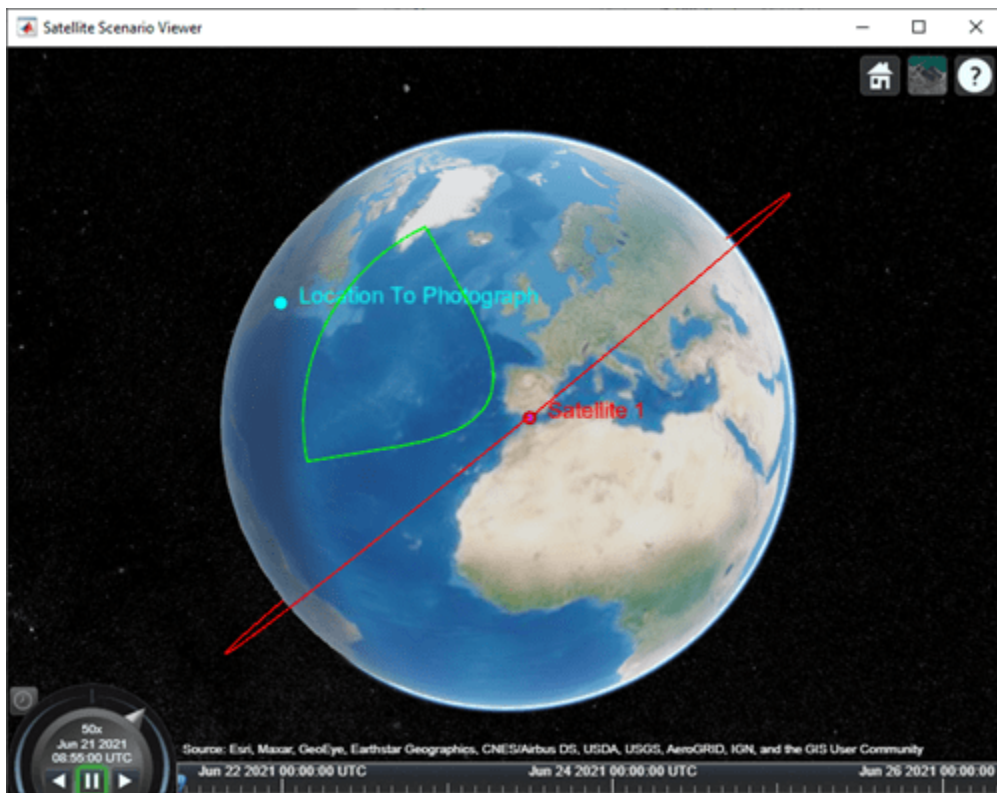 Satellite Scenario Viewer
?
Location To Photograph
Satellite 1
50x
Jun 21 2021
08:55:00 UTC
Source: Esri, Maxar, GeoEye, Earthstar Geographics, CNES/Airbus DS, USDA, USGS, AeroGRID, IGN, and the GIS User Community
Jun 22 2021 00:00:00 UTC
Jun 24 2021 00:00:00 UTC
Jun 26 2021 00:00:00